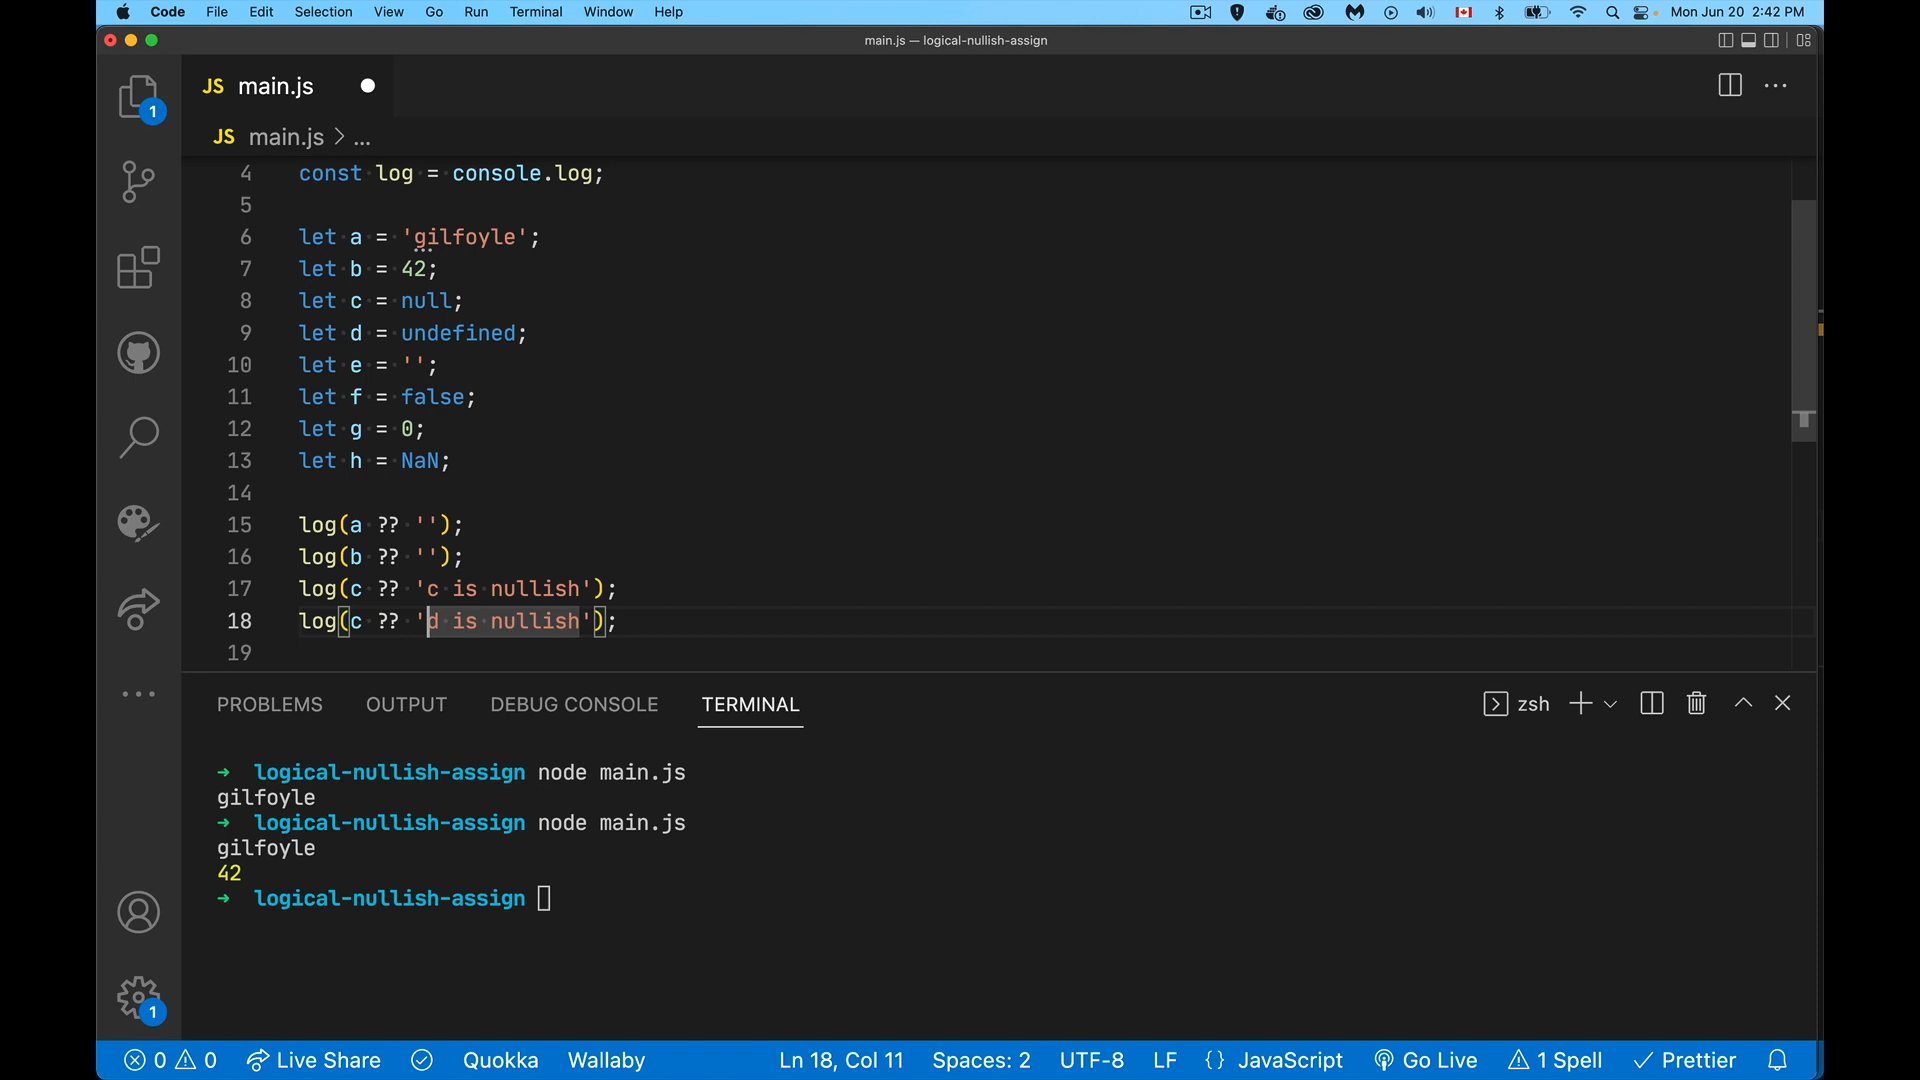 Code File Edit Selection View Go Run Terminal Window Help Mon Jun 20 2:42 PM
main.js — logical-nullish-assign
JS main.js
JS main.js > ...
4 const log = console.log;
5
6 let a = 'gilfoyle';
7 let b = 42;
8 let c = null;
9 let d = undefined;
10 let e = '';
11 let f = false;
12 let g = 0;
13 let h = NaN;
14
15 log(a ?? '');
16 log(b ?? '');
17 log(c ?? 'c is nullish');
18 log(c ?? 'd is nullish');
19
1
1
PROBLEMS OUTPUT DEBUG CONSOLE TERMINAL zsh
→ logical-nullish-assign node main.js
gilfoyle
→ logical-nullish-assign node main.js
gilfoyle
42
→ logical-nullish-assign
0 0 Live Share Quokka Wallaby Ln 18, Col 11 Spaces: 2 UTF-8 LF {} JavaScript Go Live 1 Spell Prettier